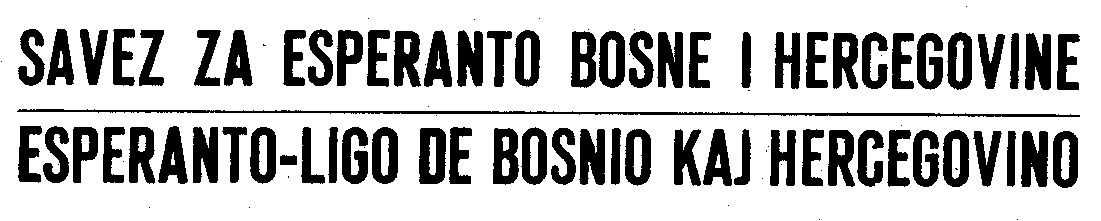 SAVEZ ZA ESPERANTO BOSNE I HERCEGOVINE
ESPERANTO-LIGO DE BOSNIO KAJ HERCEGOVINO